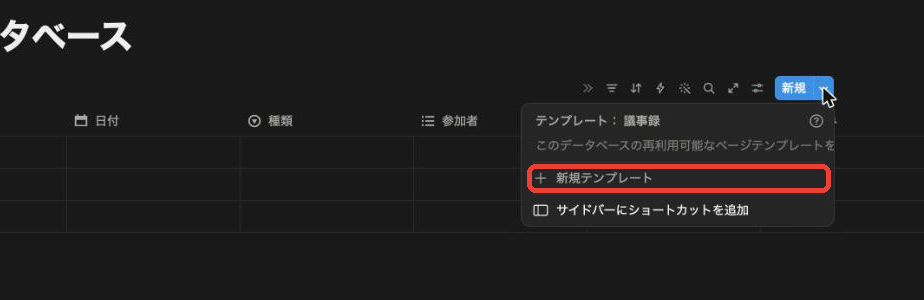 タベース
新規
日付
種類
参加者
テンプレート： 議事録
このデータベースの再利用可能なページテンプレートを
＋ 新規テンプレート
サイドバーにショートカットを追加